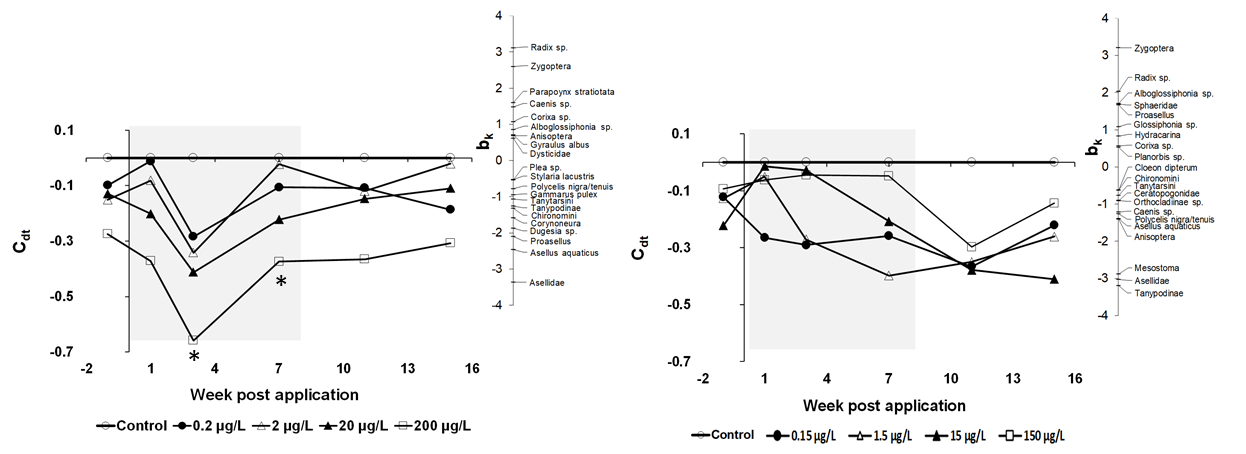 0.1
-0.1
-0.3
-0.5
-0.7
Cdt
-2 1 4 7 10 13 16
* *
Week post application
Control 0.2 µg/L 2 µg/L 20 µg/L 200 µg/L
4
3
2
1
0
-1
-2
-3
-4
bk
Radix sp.
Zygoptera
Parapoynx stratiotata
Caenis sp.
Corixa sp.
Alboglossiphonia sp.
Anisoptera
Gyraulus albus
Dysticidae
Plea sp.
Stylaria lacustris
Polycelis nigra/tenuis
Gammarus pulex
Tanytarsini
Tanypodinae
Chironomini
Corynoneura
Dugesia sp.
Proasellus
Asellus aquaticus
Asellidae
0.1
-0.1
-0.3
-0.5
-0.7
Cdt
-2 1 4 7 10 13 16
Week post application
Control 0.15 µg/L 1.5 µg/L 15 µg/L 150 µg/L
4
3
2
1
0
-1
-2
-3
-4
bk
Zygoptera
Radix sp.
Alboglossiphonia sp.
Sphaeridae
Proasellus
Glossiphonia sp.
Hydracarina
Corixa sp.
Planorbis sp.
Cloeon dipterum
Chironomini
Tanytarsini
Ceratopogonidae
Orthocladiinae sp.
Caenis sp.
Polycelis nigra/tenuis
Asellus aquaticus
Anisoptera
Mesostoma
Asellidae
Tanypodinae